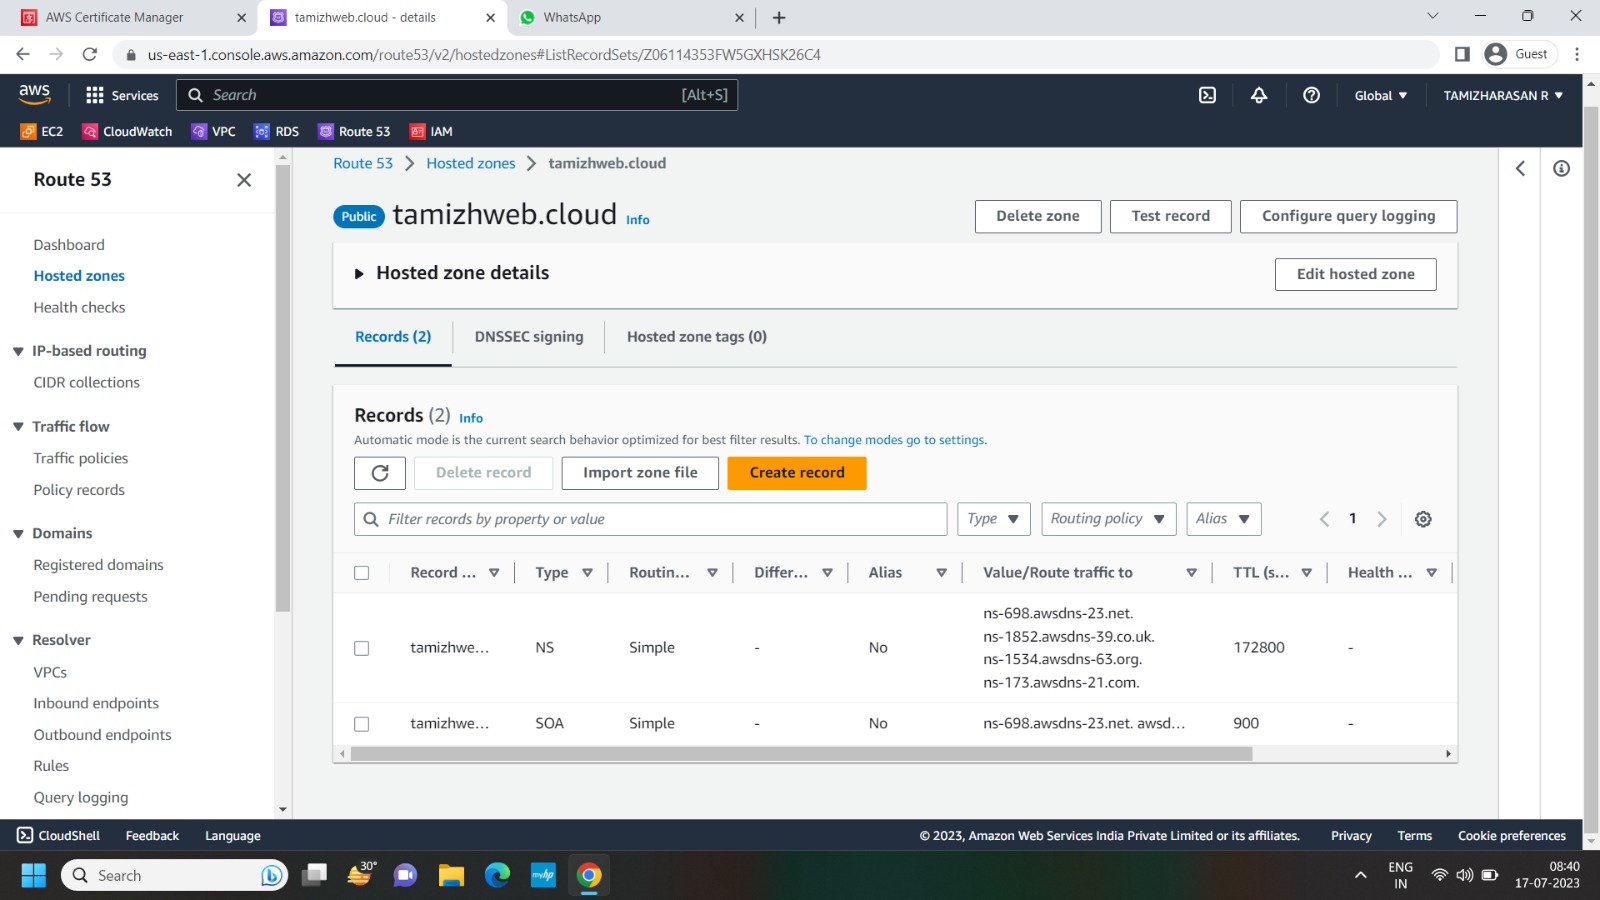 AWS Certificate Manager
tamizhweb.cloud - details
WhatsApp
us-east-1.console.aws.amazon.com/route53/v2/hostedzones#ListRecordSets/Z06114353FW5GXHSK26C4
Guest
aws
Services
Search
[Alt+S]
Global
TAMIZHARASAN R
EC2
CloudWatch
VPC
RDS
Route 53
IAM
Route 53
Dashboard
Hosted zones
Health checks
IP-based routing
CIDR collections
Traffic flow
Traffic policies
Policy records
Domains
Registered domains
Pending requests
Resolver
VPCs
Inbound endpoints
Outbound endpoints
Rules
Query logging
Route 53 > Hosted zones > tamizhweb.cloud
Public tamizhweb.cloud Info
Delete zone
Test record
Configure query logging
Hosted zone details
Edit hosted zone
Records (2)
DNSSEC signing
Hosted zone tags (0)
Records (2) Info
Automatic mode is the current search behavior optimized for best filter results. To change modes go to settings.
Delete record
Import zone file
Create record
Filter records by property or value
Type
Routing policy
Alias
1
Record ...
Type
Routin...
Differ...
Alias
Value/Route traffic to
TTL (s...
Health ...
tamizhwe...
NS
Simple
-
No
ns-698.awsdns-23.net.
ns-1852.awsdns-39.co.uk.
ns-1534.awsdns-63.org.
ns-173.awsdns-21.com.
172800
-
tamizhwe...
SOA
Simple
-
No
ns-698.awsdns-23.net. awsd...
900
-
CloudShell
Feedback
Language
© 2023, Amazon Web Services India Private Limited or its affiliates.
Privacy
Terms
Cookie preferences
Search
30°
myhp
ENG
IN
08:40
17-07-2023